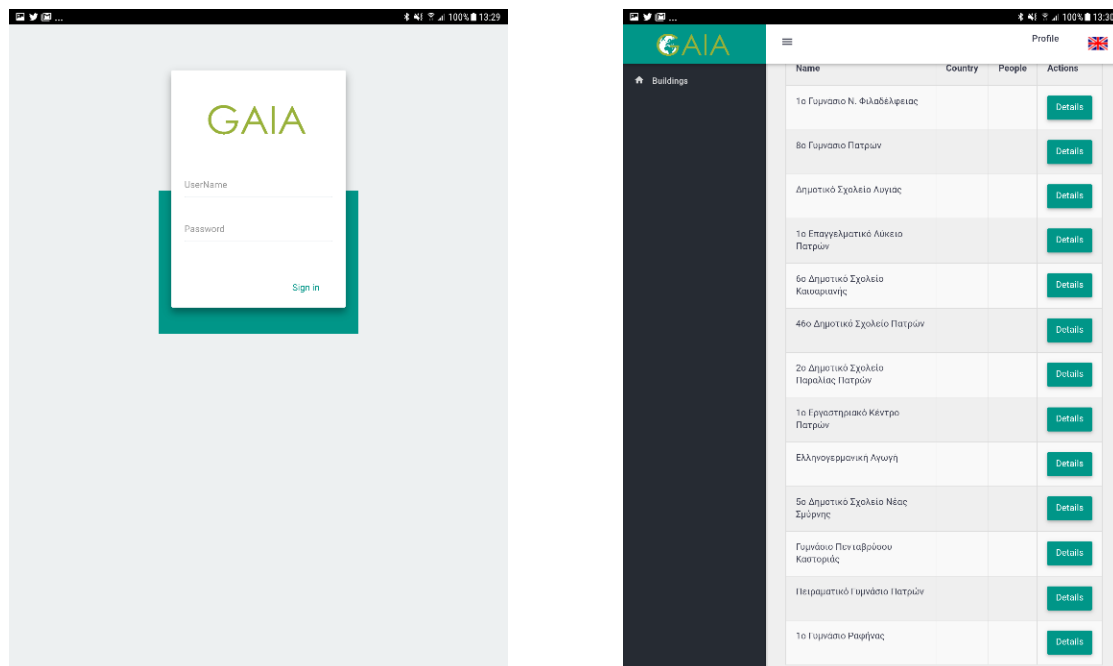 ... 100% 13:29
GAIA
UserName
Password
Sign in
... 100% 13:30
GAIA
Profile
Buildings
Name Country People Actions
1ο Γυμνασιο Ν. Φιλαδέλφειας Details
8ο Γυμνασιο Πατρων Details
Δημοτικό Σχολείο Λυγιας Details
1ο Επαγγελματικό Λύκειο
Πατρών Details
6ο Δημοτικό Σχολείο
Καισαριανής Details
46ο Δημοτικό Σχολείο Πατρών Details
2ο Δημοτικό Σχολείο
Παραλίας Πατρών Details
1ο Εργαστηριακό Κέντρο
Πατρών Details
Ελληνογερμανική Αγωγή Details
5ο Δημοτικό Σχολείο Νέας
Σμύρνης Details
Γυμνάσιο Πενταβρύσου
Καστοριάς Details
Πειραματικό Γυμνάσιο Πατρών Details
1ο Γυμνάσιο Ραφήνας Details